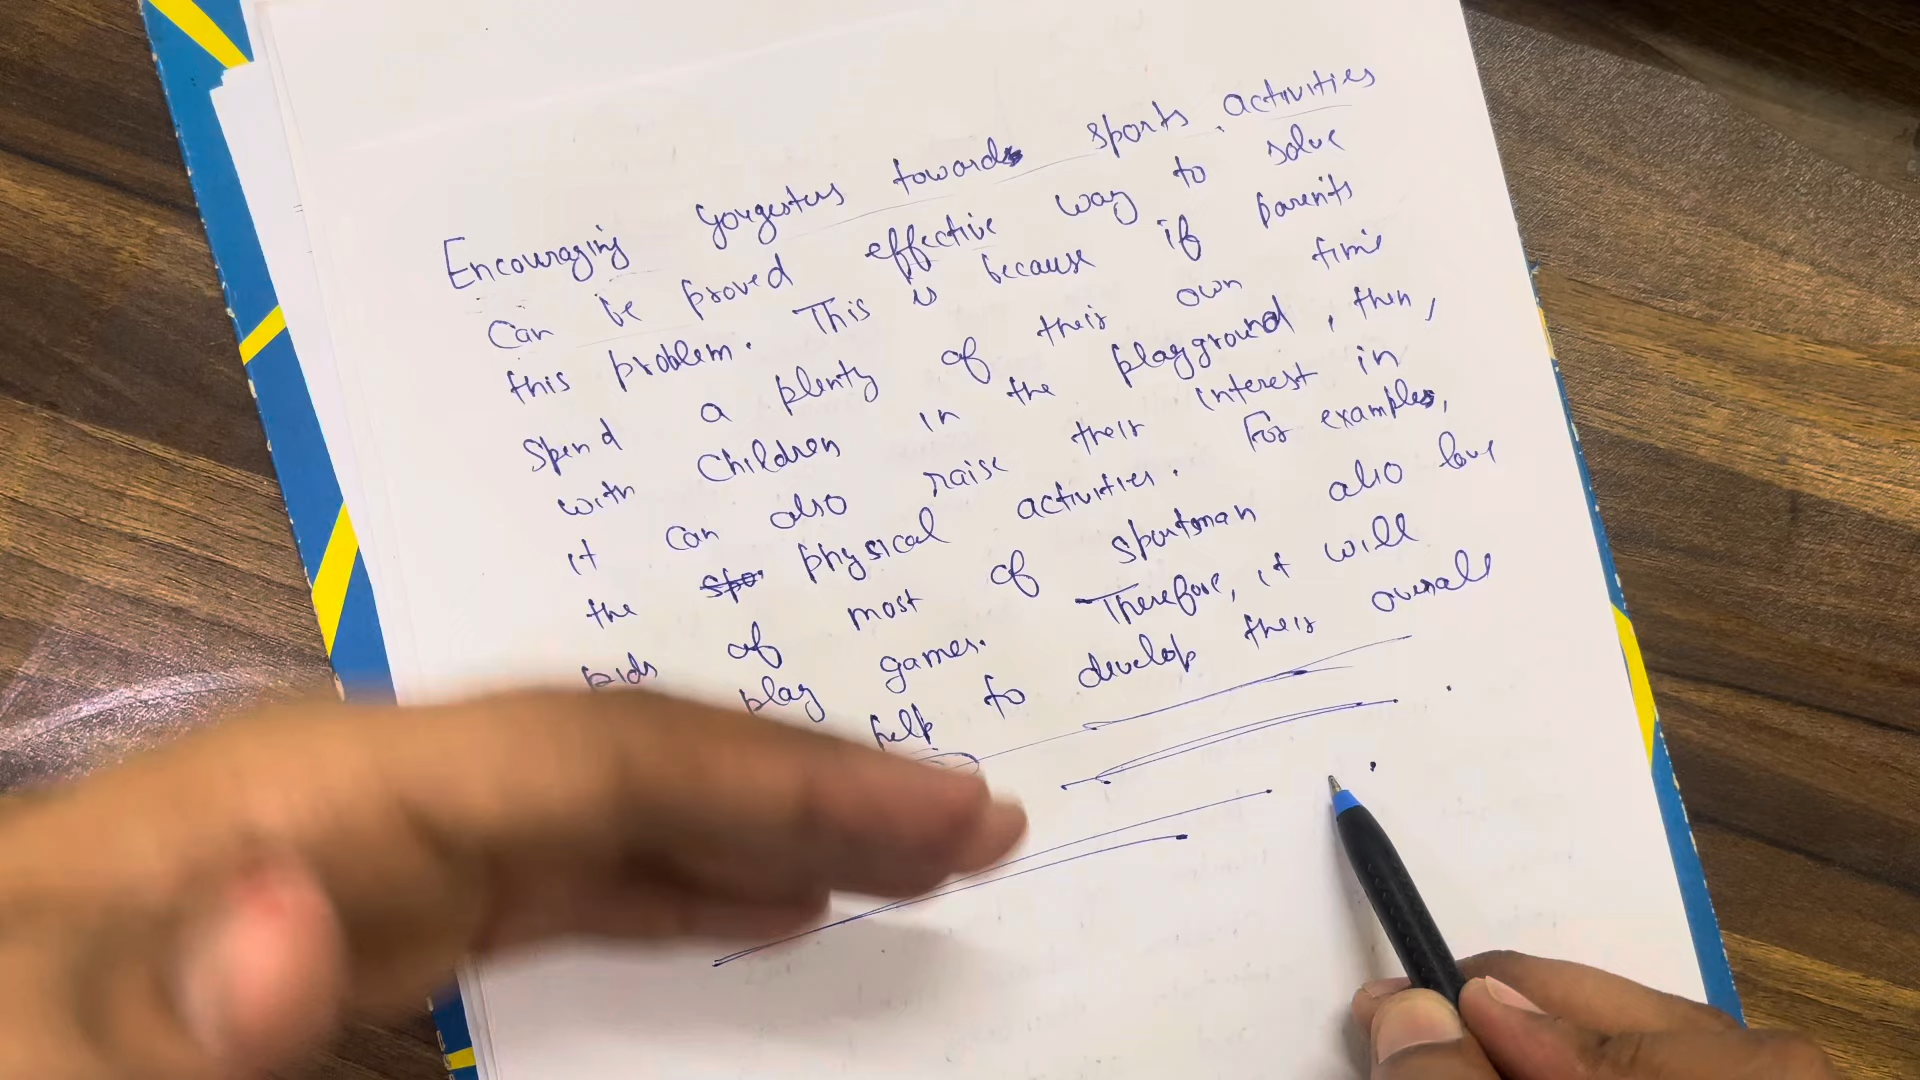 Encouraging yougesters towards sports activities
can be proved effective way to solve
this problem. This is because if parents
spend a plenty of their own time
with children in the playground, then,
it can also raise their interest in
the physical activities. For examples,
kids of most of sportsman also love
play games. Therefore, it will
help to develop their overall